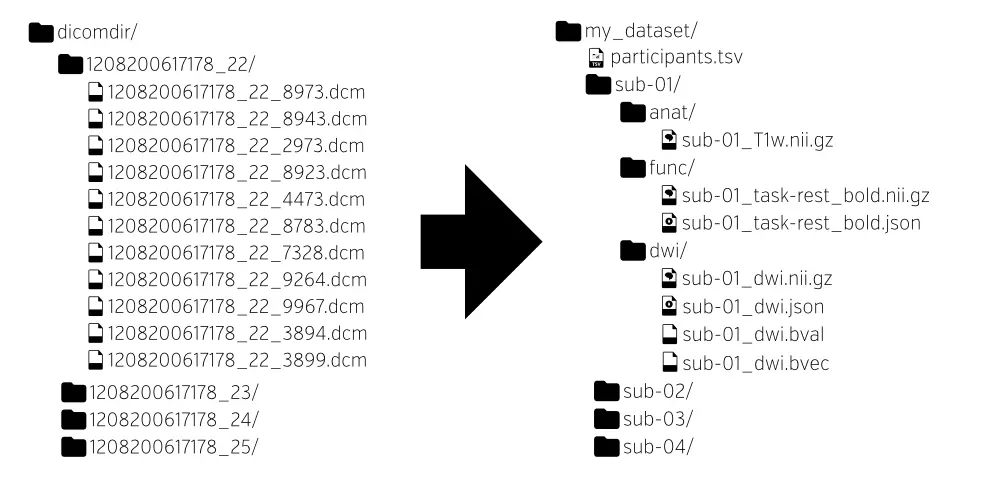 dicomdir/
1208200617178_22/
1208200617178_22_8973.dcm
1208200617178_22_8943.dcm
1208200617178_22_2973.dcm
1208200617178_22_8923.dcm
1208200617178_22_4473.dcm
1208200617178_22_8783.dcm
1208200617178_22_7328.dcm
1208200617178_22_9264.dcm
1208200617178_22_9967.dcm
1208200617178_22_3894.dcm
1208200617178_22_3899.dcm
1208200617178_23/
1208200617178_24/
1208200617178_25/
my_dataset/
TSV
participants.tsv
sub-01/
anat/
sub-01_T1w.nii.gz
func/
sub-01_task-rest_bold.nii.gz
sub-01_task-rest_bold.json
dwi/
sub-01_dwi.nii.gz
sub-01_dwi.json
sub-01_dwi.bval
sub-01_dwi.bvec
sub-02/
sub-03/
sub-04/